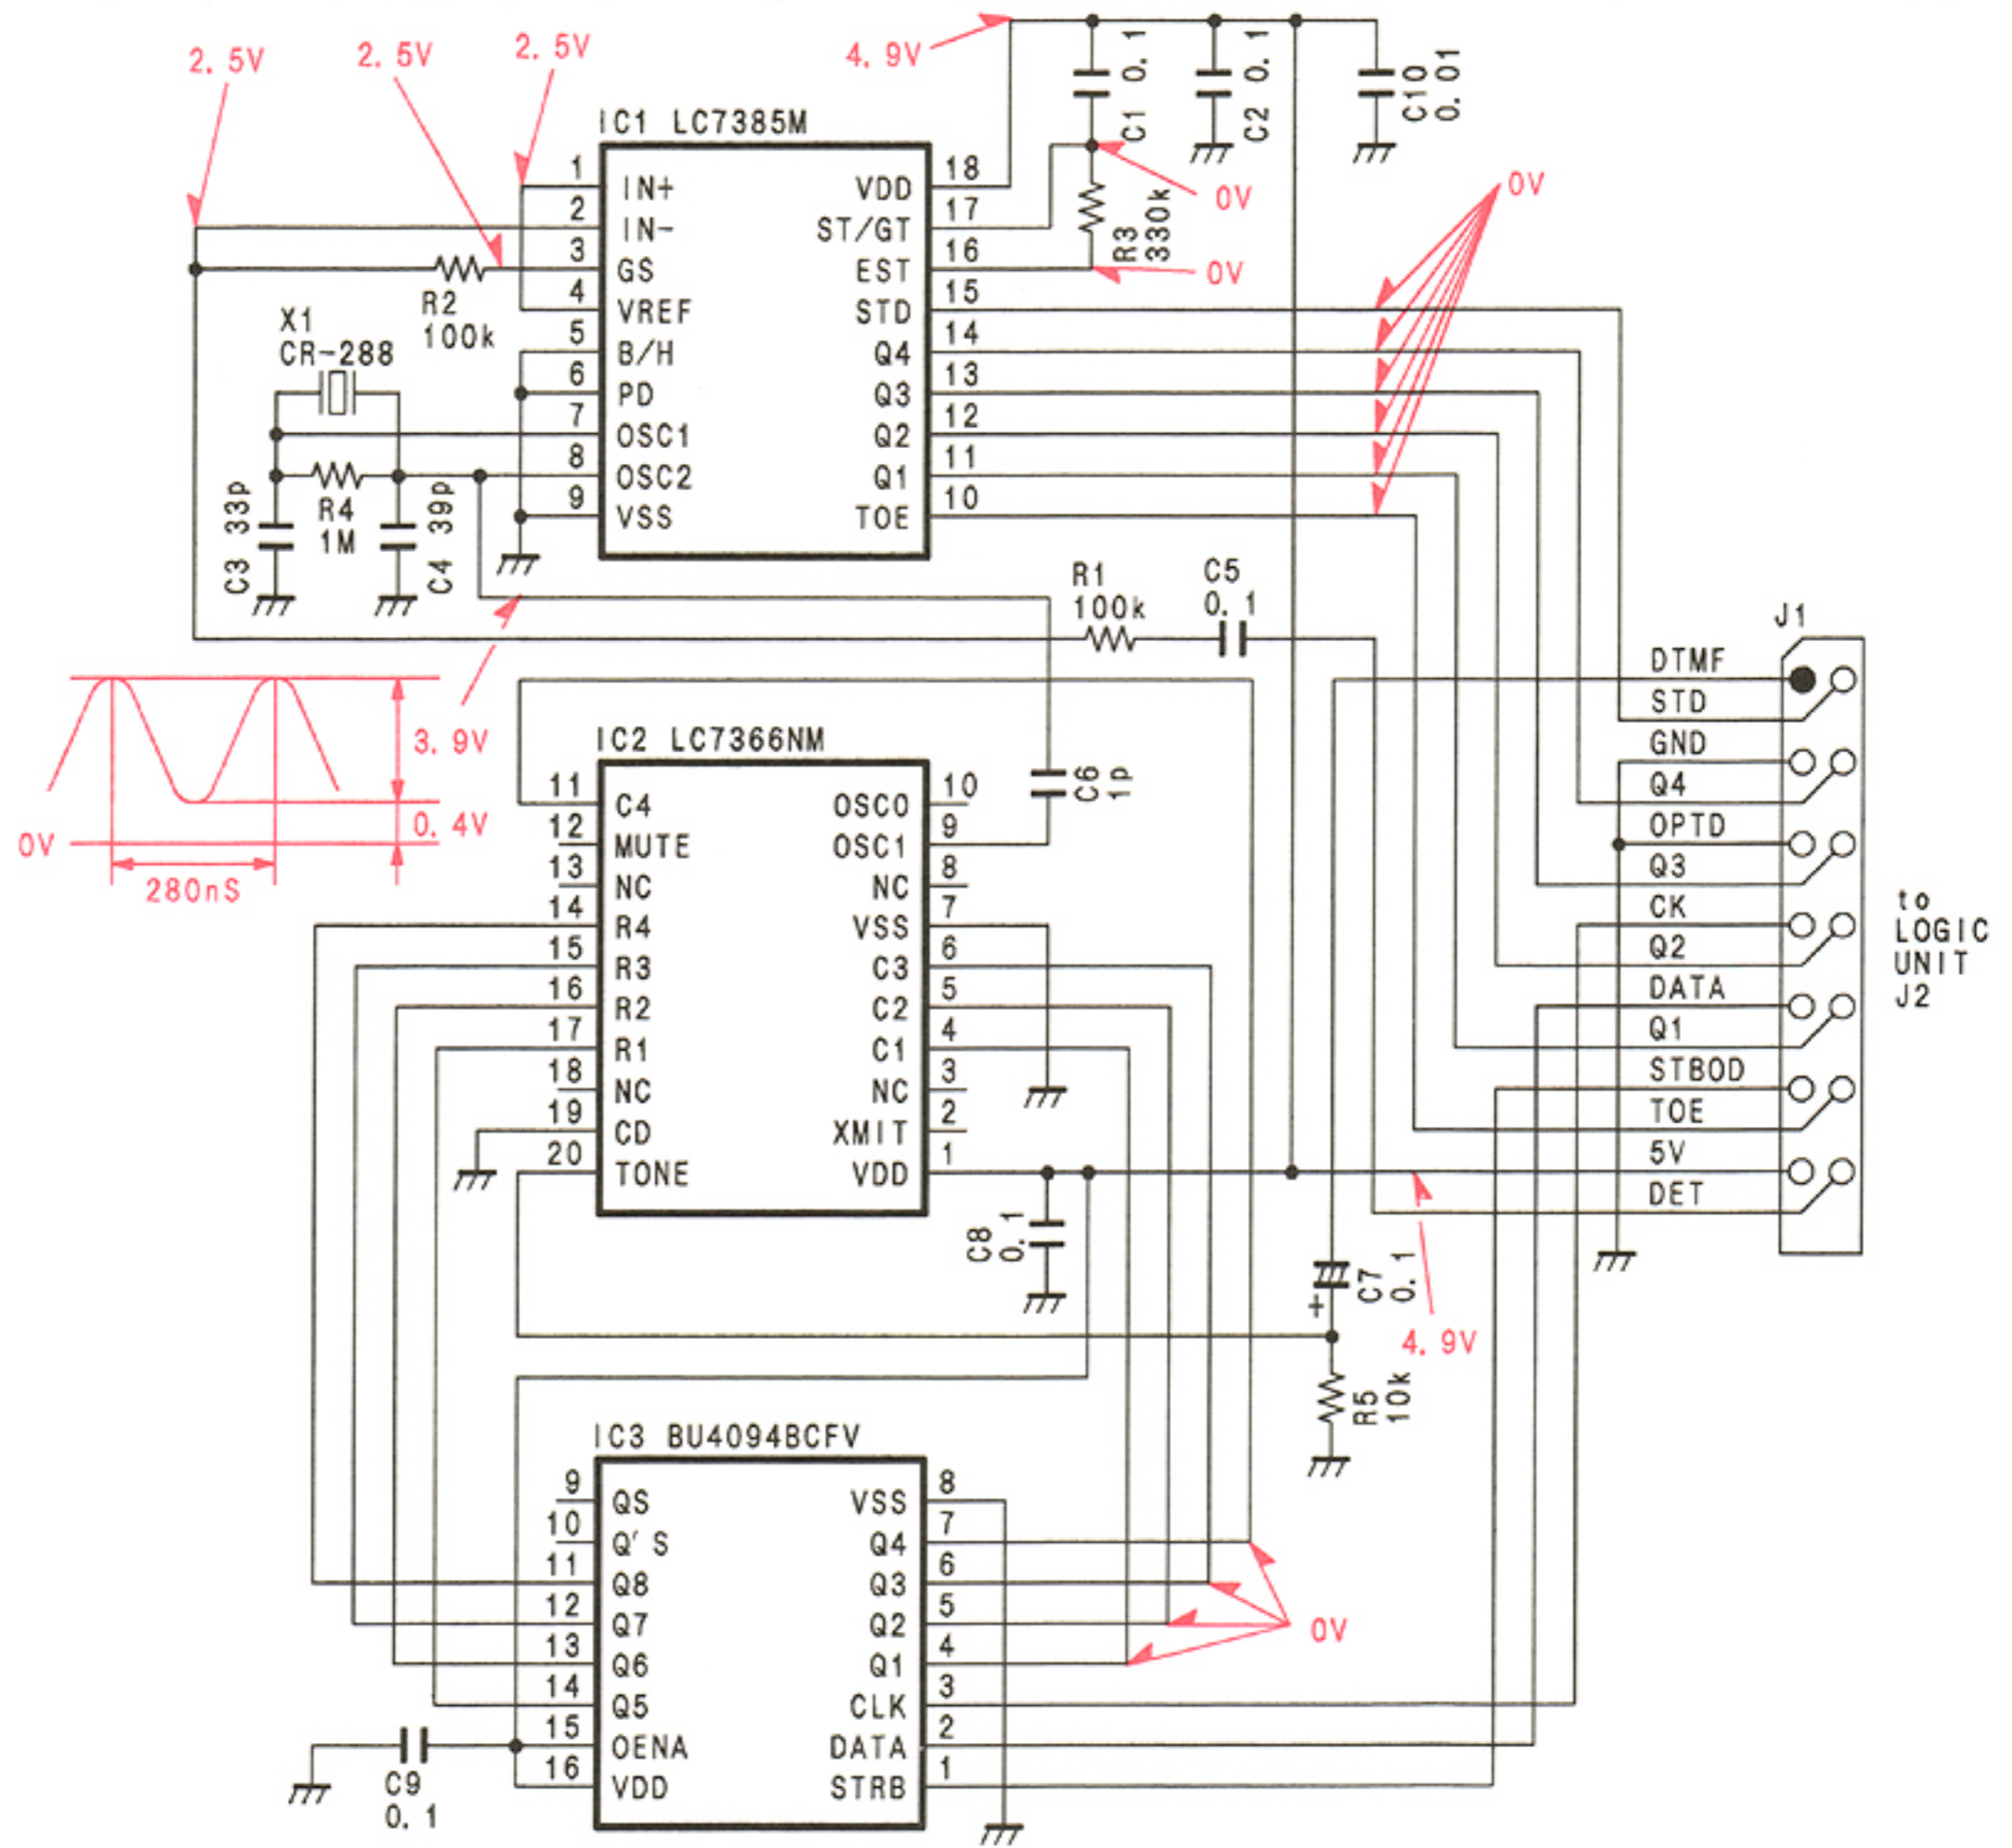 2.5V
2.5V
2.5V
4.9V
C1 0.1
C2 0.1
C10
0.01
IC1 LC7385M
1 IN+
2 IN-
3 GS
4 VREF
5 B/H
6 PD
7 OSC1
8 OSC2
9 VSS
VDD 18
ST/GT 17
EST 16
STD 15
Q4 14
Q3 13
Q2 12
Q1 11
TOE 10
R3
330k
0V
0V
0V
R2
100k
X1
CR-288
C3 33p
R4
1M
C4 39p
R1
100k
C5
0.1
3.9V
0.4V
0V
280nS
IC2 LC7366NM
11 C4
12 MUTE
13 NC
14 R4
15 R3
16 R2
17 R1
18 NC
19 CD
20 TONE
OSC0 10
OSC1 9
NC 8
VSS 7
C3 6
C2 5
C1 4
NC 3
XMIT 2
VDD 1
C6
1p
C8
0.1
C7
0.1
+
4.9V
R5
10k
J1
DTMF
STD
GND
Q4
OPTD
Q3
CK
Q2
DATA
Q1
STBOD
TOE
5V
DET
to
LOGIC
UNIT
J2
IC3 BU4094BCFV
9 QS
10 Q'S
11 Q8
12 Q7
13 Q6
14 Q5
15 OENA
16 VDD
VSS 8
Q4 7
Q3 6
Q2 5
Q1 4
CLK 3
DATA 2
STRB 1
0V
C9
0.1